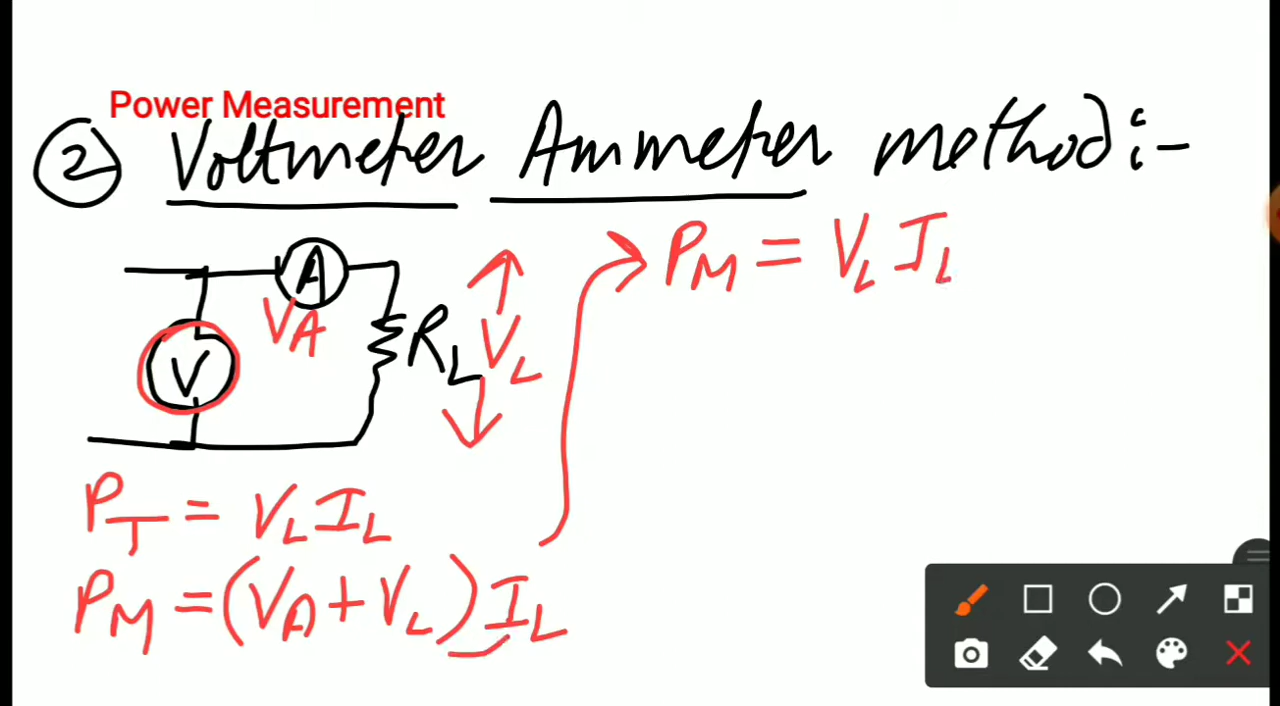 Power Measurement
② Voltmeter Ammeter method:-
A
V
VA
RL
VL
PM = VL IL
PT = VL IL
PM = (VA + VL) IL